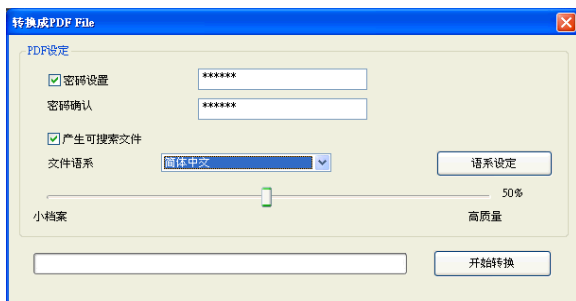 转换成PDF File
PDF设定
密码设置 ******
密码确认 ******
产生可搜索文件
文件语系 简体中文 语系设定
50%
小档案 高质量
开始转换